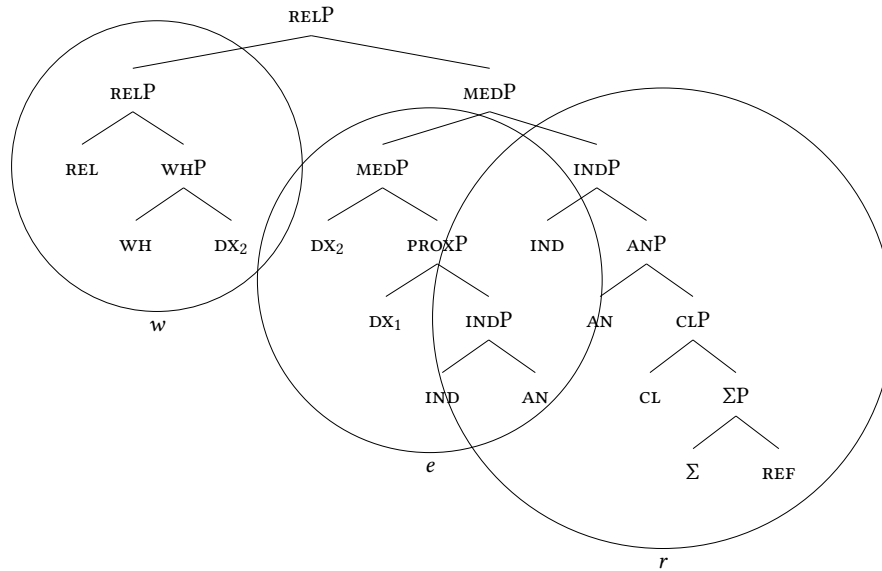 RELP
RELP MEDP
REL WHP MEDP INDP
WH DX₂ DX₂ PROXP IND ANP
w DX₁ INDP AN CLP
IND AN CL ΣP
e Σ REF
r